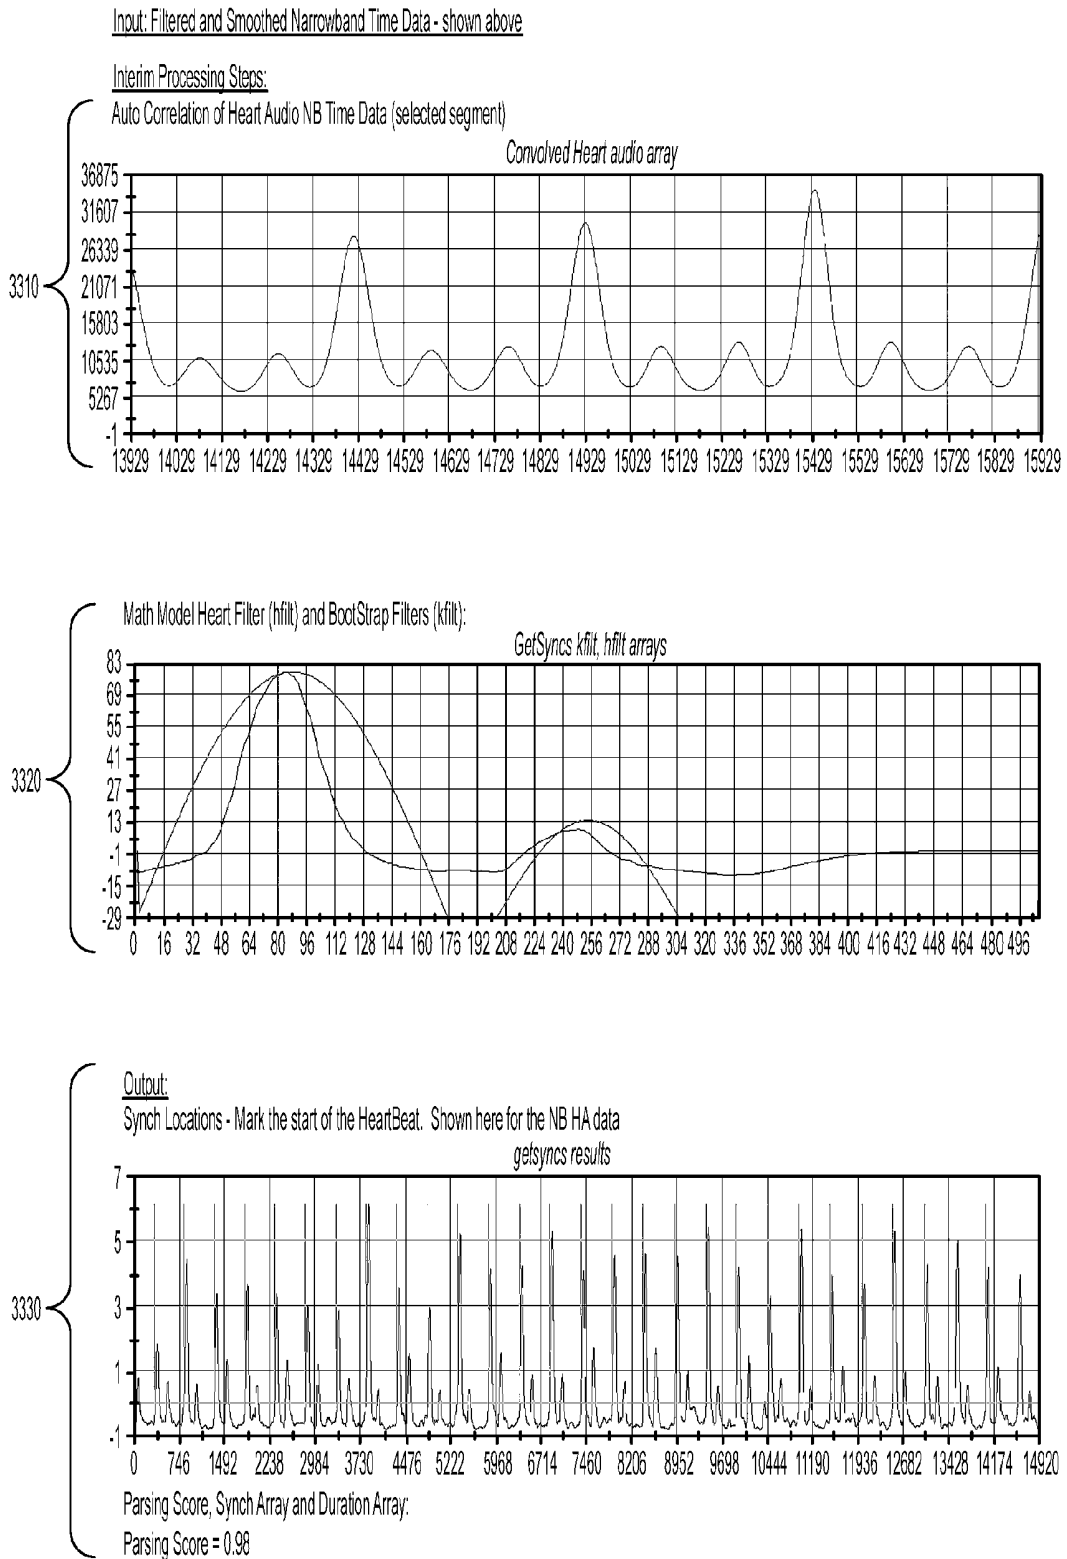 Input: Filtered and Smoothed Narrowband Time Data - shown above
Interim Processing Steps:
Auto Correlation of Heart Audio NB Time Data (selected segment)
Convolved Heart audio array
3310
36875
31607
26339
21071
15803
10535
5267
-1
13929 14029 14129 14229 14329 14429 14529 14629 14729 14829 14929 15029 15129 15229 15329 15429 15529 15629 15729 15829 15929
Math Model Heart Filter (hfilt) and BootStrap Filters (kfilt):
GetSyncs kfilt, hfilt arrays
3320
83
69
55
41
27
13
-1
-15
-29
0 16 32 48 64 80 96 112 128 144 160 176 192 208 224 240 256 272 288 304 320 336 352 368 384 400 416 432 448 464 480 496
Output:
Synch Locations - Mark the start of the HeartBeat. Shown here for the NB HA data
getsyncs results
3330
7
5
3
1
-1
0 746 1492 2238 2984 3730 4476 5222 5968 6714 7460 8206 8952 9698 10444 11190 11936 12682 13428 14174 14920
Parsing Score, Synch Array and Duration Array:
Parsing Score = 0.98